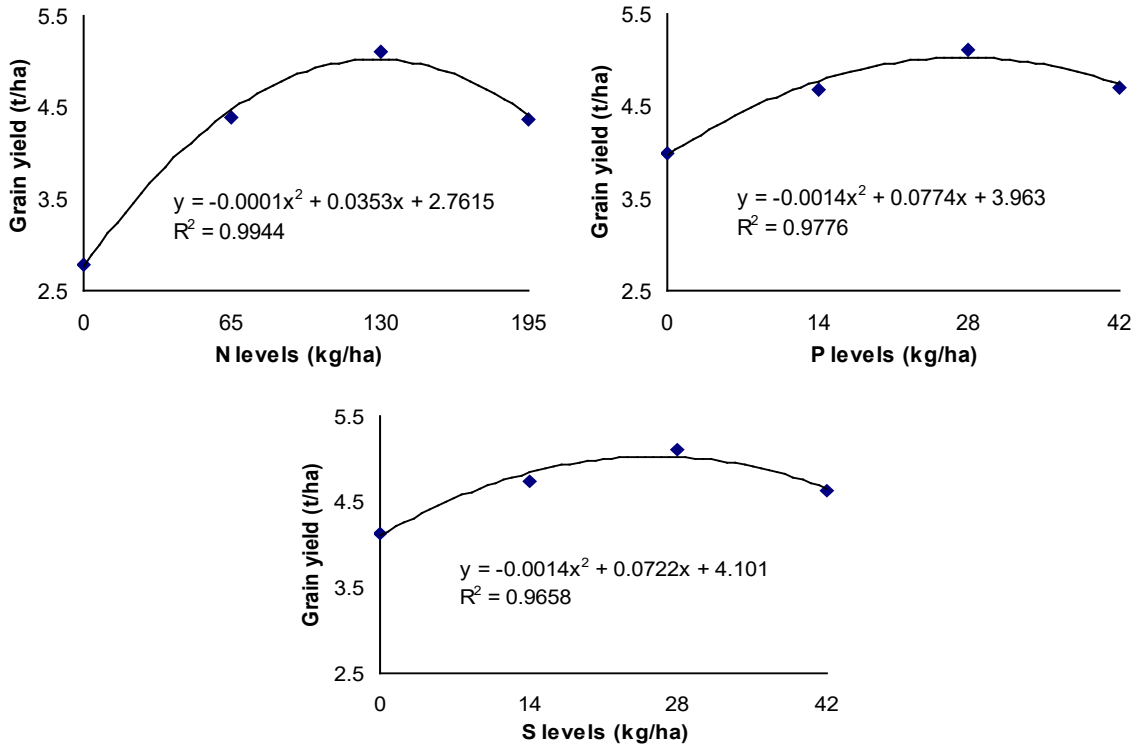 5.5
4.5
3.5
2.5
Grain yield (t/ha)
y = -0.0001x² + 0.0353x + 2.7615
R² = 0.9944
0 65 130 195
N levels (kg/ha)
5.5
4.5
3.5
2.5
Grain yield (t/ha)
y = -0.0014x² + 0.0774x + 3.963
R² = 0.9776
0 14 28 42
P levels (kg/ha)
5.5
4.5
3.5
2.5
Grain yield (t/ha)
y = -0.0014x² + 0.0722x + 4.101
R² = 0.9658
0 14 28 42
S levels (kg/ha)